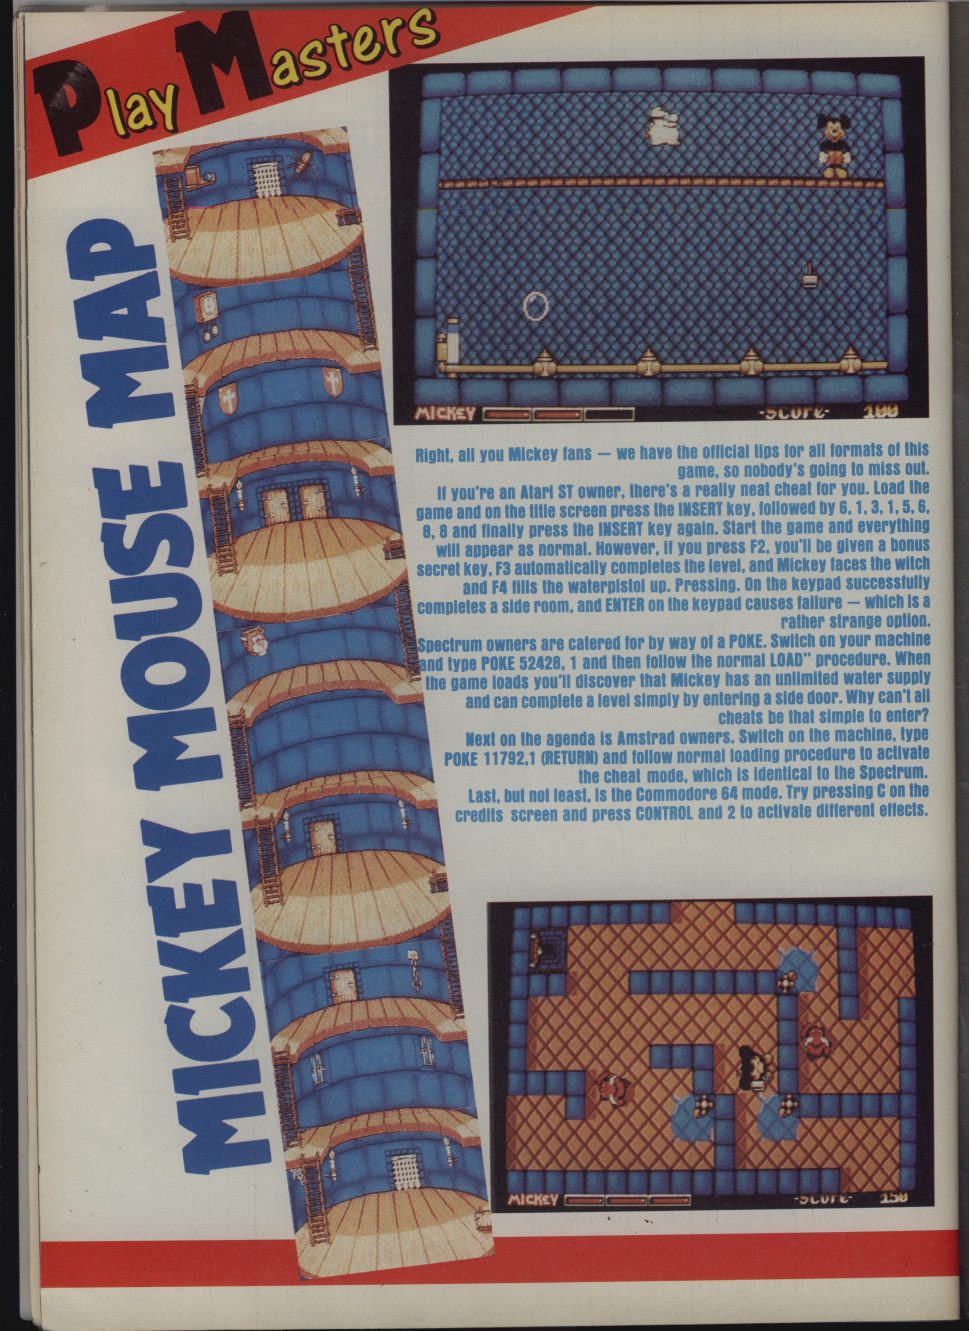 Play Masters
MICKEY MOUSE MAP
MICKEY -SCORE- 100
Right, all you Mickey fans — we have the official tips for all formats of this
game, so nobody's going to miss out.
If you're an Atari ST owner, there's a really neat cheat for you. Load the
game and on the title screen press the INSERT key, followed by 6, 1, 3, 1, 5, 6,
8, 8 and finally press the INSERT key again. Start the game and everything
will appear as normal. However, if you press F2, you'll be given a bonus
secret key, F3 automatically completes the level, and Mickey faces the witch
and F4 fills the waterpistol up. Pressing. On the keypad successfully
completes a side room, and ENTER on the keypad causes failure — which is a
rather strange option.
Spectrum owners are catered for by way of a POKE. Switch on your machine
and type POKE 52428, 1 and then follow the normal LOAD" procedure. When
the game loads you'll discover that Mickey has an unlimited water supply
and can complete a level simply by entering a side door. Why can't all
cheats be that simple to enter?
Next on the agenda is Amstrad owners. Switch on the machine, type
POKE 11792,1 (RETURN) and follow normal loading procedure to activate
the cheat mode, which is identical to the Spectrum.
Last, but not least, is the Commodore 64 mode. Try pressing C on the
credits screen and press CONTROL and 2 to activate different effects.
MICKEY -SCORE- 150